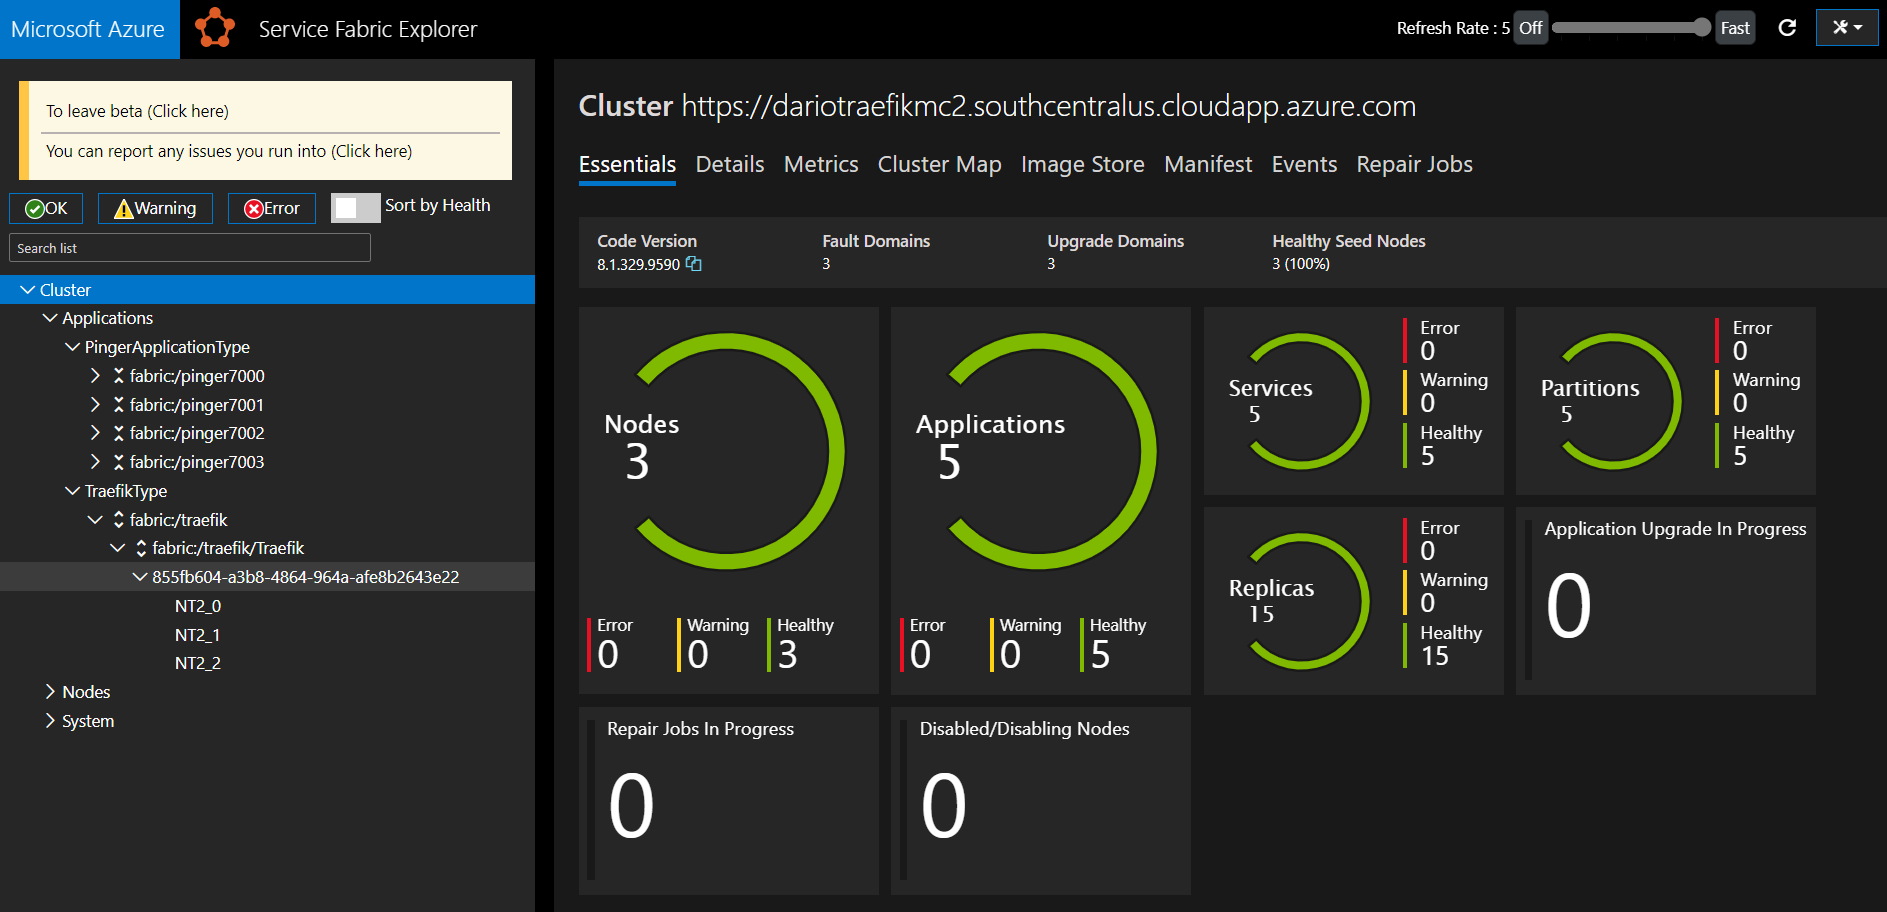 Microsoft Azure
Service Fabric Explorer
Refresh Rate : 5 Off Fast
To leave beta (Click here)
You can report any issues you run into (Click here)
OK
Warning
Error
Sort by Health
Search list
Cluster
Applications
PingerApplicationType
fabric:/pinger7000
fabric:/pinger7001
fabric:/pinger7002
fabric:/pinger7003
TraefikType
fabric:/traefik
fabric:/traefik/Traefik
855fb604-a3b8-4864-964a-afe8b2643e22
NT2_0
NT2_1
NT2_2
Nodes
System
Cluster https://dariotraefikmc2.southcentralus.cloudapp.azure.com
Essentials Details Metrics Cluster Map Image Store Manifest Events Repair Jobs
Code Version
8.1.329.9590
Fault Domains
3
Upgrade Domains
3
Healthy Seed Nodes
3 (100%)
Nodes
3
Error
0
Warning
0
Healthy
3
Applications
5
Error
0
Warning
0
Healthy
5
Services
5
Error
0
Warning
0
Healthy
5
Partitions
5
Error
0
Warning
0
Healthy
5
Replicas
15
Error
0
Warning
0
Healthy
15
Application Upgrade In Progress
0
Repair Jobs In Progress
0
Disabled/Disabling Nodes
0